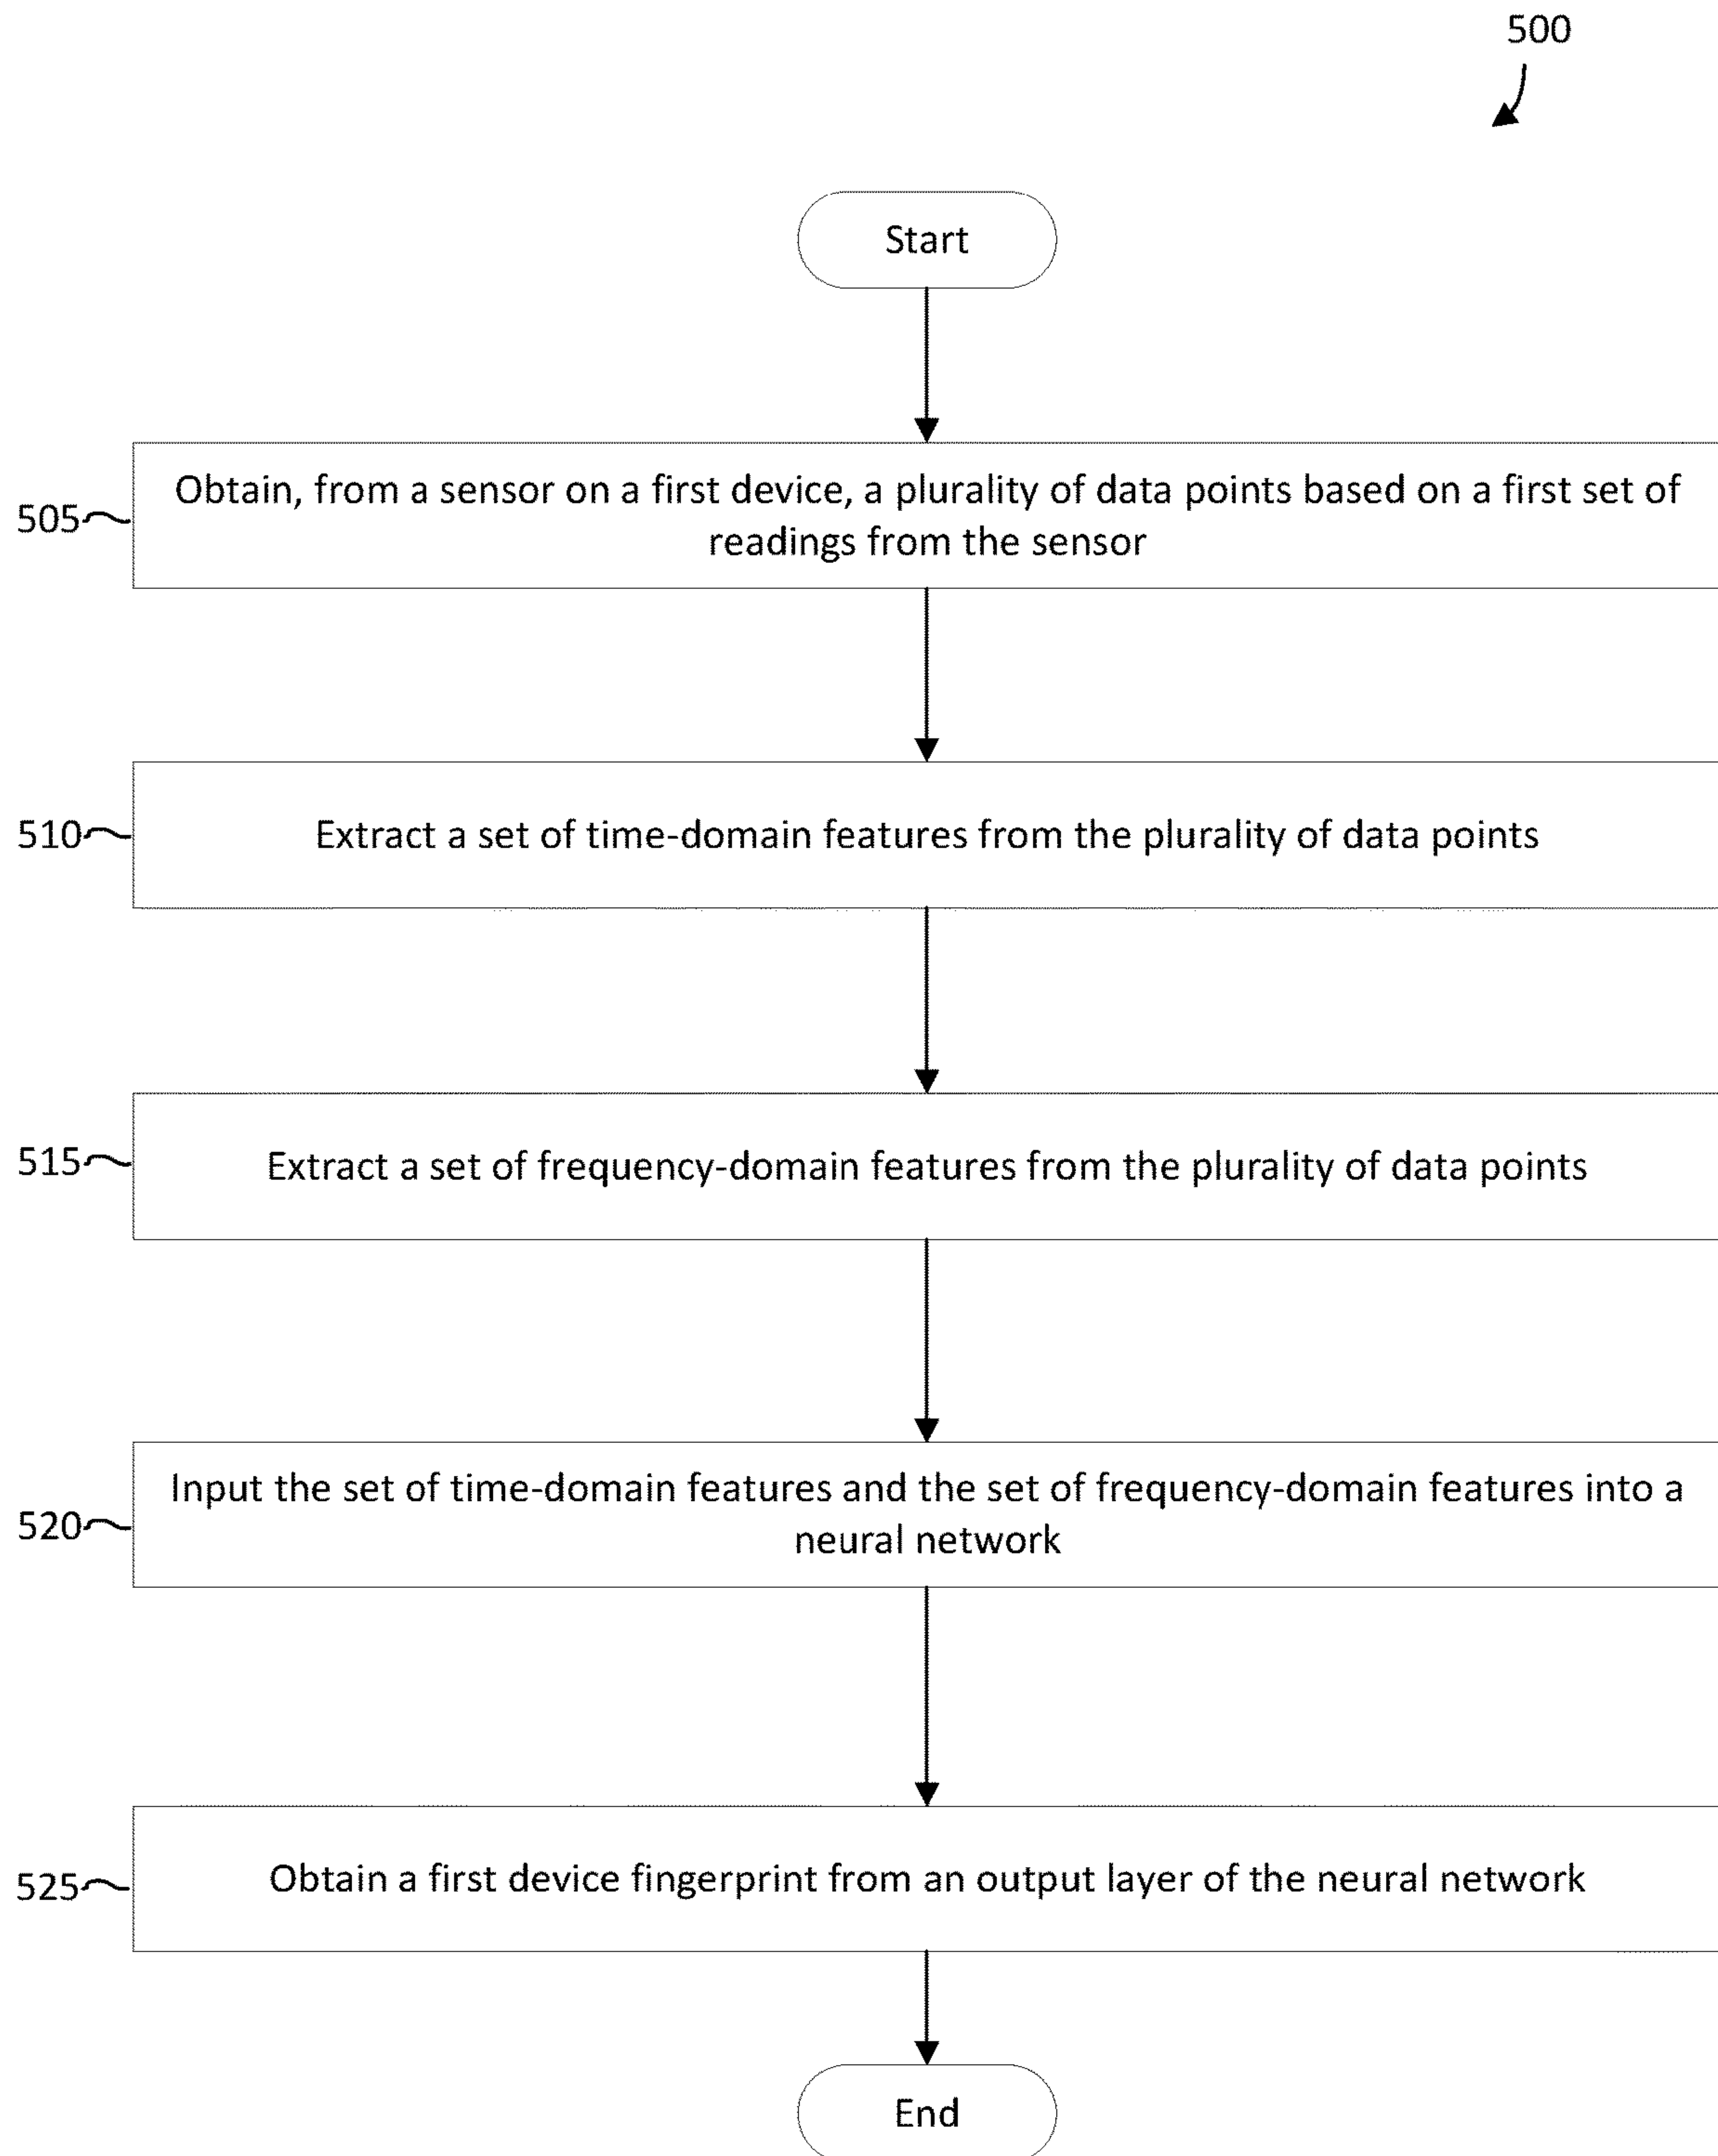 500
Start
505
Obtain, from a sensor on a first device, a plurality of data points based on a first set of
readings from the sensor
510
Extract a set of time-domain features from the plurality of data points
515
Extract a set of frequency-domain features from the plurality of data points
520
Input the set of time-domain features and the set of frequency-domain features into a
neural network
525
Obtain a first device fingerprint from an output layer of the neural network
End